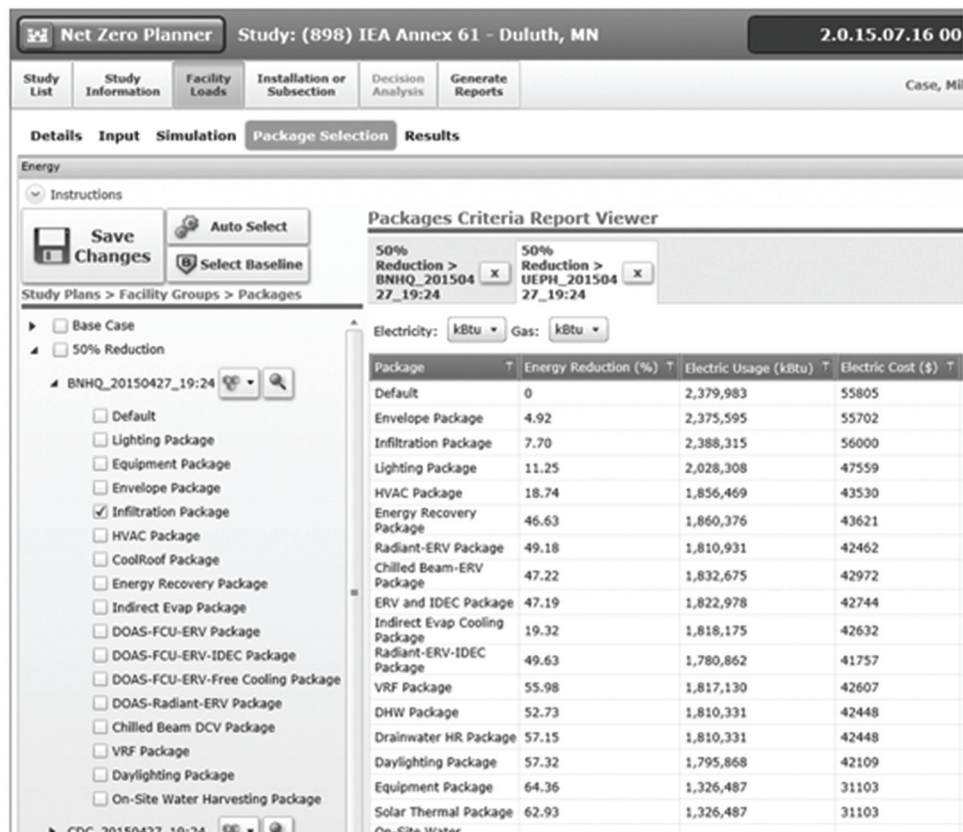 Net Zero Planner
Study: (898) IEA Annex 61 - Duluth, MN
2.0.15.07.16 00
Study List
Study Information
Facility Loads
Installation or Subsection
Decision Analysis
Generate Reports
Case, Mil
Details Input Simulation Package Selection Results
Energy
Instructions
Save Changes
Auto Select
Select Baseline
Study Plans > Facility Groups > Packages
Base Case
50% Reduction
BNHQ_20150427_19:24
Default
Lighting Package
Equipment Package
Envelope Package
Infiltration Package
HVAC Package
CoolRoof Package
Energy Recovery Package
Indirect Evap Package
DOAS-FCU-ERV Package
DOAS-FCU-ERV-IDEC Package
DOAS-FCU-ERV-Free Cooling Package
DOAS-Radiant-ERV Package
Chilled Beam DCV Package
VRF Package
Daylighting Package
On-Site Water Harvesting Package
CDC_20150427_19:24
Packages Criteria Report Viewer
50%
Reduction >
BNHQ_201504
27_19:24
x
50%
Reduction >
UEPH_201504
27_19:24
x
Electricity: kBtu Gas: kBtu
Package Energy Reduction (%) Electric Usage (kBtu) Electric Cost ($)
Default 0 2,379,983 55805
Envelope Package 4.92 2,375,595 55702
Infiltration Package 7.70 2,388,315 56000
Lighting Package 11.25 2,028,308 47559
HVAC Package 18.74 1,856,469 43530
Energy Recovery Package 46.63 1,860,376 43621
Radiant-ERV Package 49.18 1,810,931 42462
Chilled Beam-ERV Package 47.22 1,832,675 42972
ERV and IDEC Package 47.19 1,822,978 42744
Indirect Evap Cooling Package 19.32 1,818,175 42632
Radiant-ERV-IDEC Package 49.63 1,780,862 41757
VRF Package 55.98 1,817,130 42607
DHW Package 52.73 1,810,331 42448
Drainwater HR Package 57.15 1,810,331 42448
Daylighting Package 57.32 1,795,868 42109
Equipment Package 64.36 1,326,487 31103
Solar Thermal Package 62.93 1,326,487 31103
On-Site Water